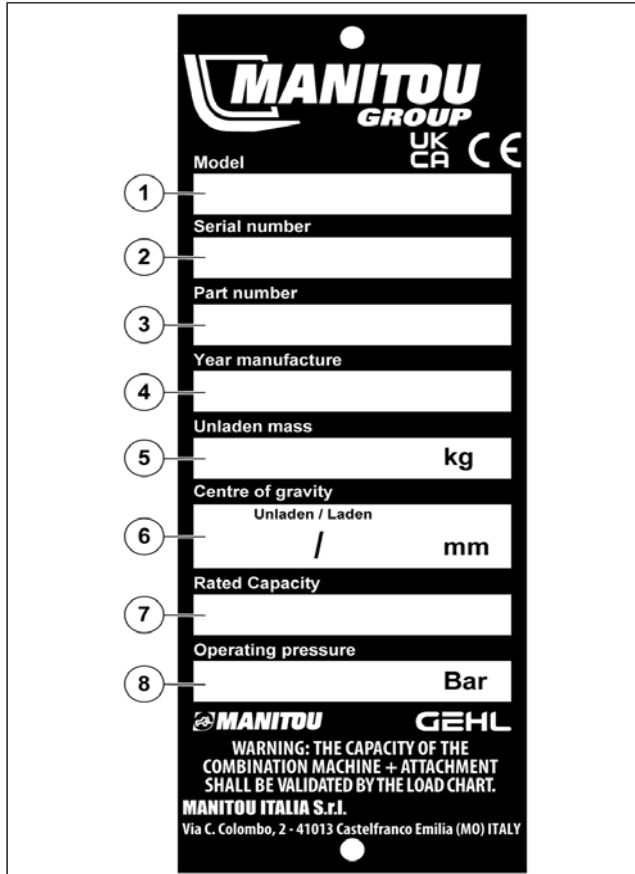 MANITOU
GROUP
UK
CA CE
Model
1
Serial number
2
Part number
3
Year manufacture
4
Unladen mass
5 kg
Centre of gravity
Unladen / Laden
6 / mm
Rated Capacity
7
Operating pressure
8 Bar
MANITOU GEHL
WARNING: THE CAPACITY OF THE
COMBINATION MACHINE + ATTACHMENT
SHALL BE VALIDATED BY THE LOAD CHART.
MANITOU ITALIA S.r.l.
Via C. Colombo, 2 - 41013 Castelfranco Emilia (MO) ITALY